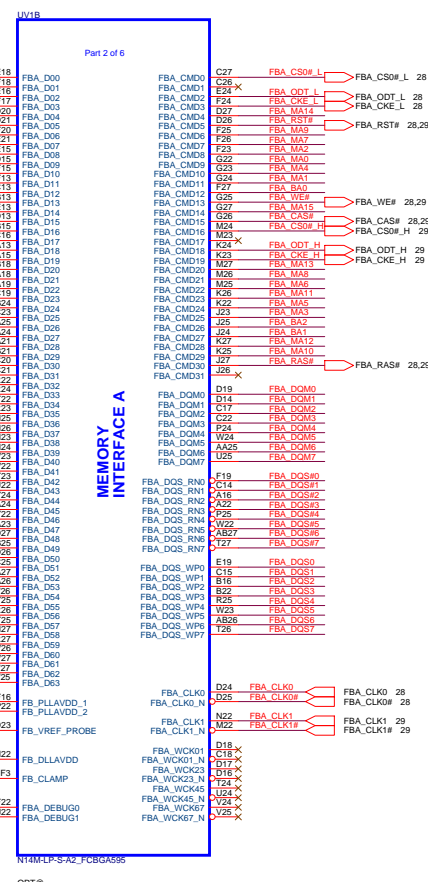 UV1B
Part 2 of 6
FBA_D00 FBA_CMD0 C27 FBA_CS0#_L FBA_CS0#_L 28
FBA_D01 FBA_CMD1 C26
FBA_D02 FBA_CMD2 E24 FBA_ODT_L FBA_ODT_L 28
FBA_D03 FBA_CMD3 F24 FBA_CKE_L FBA_CKE_L 28
FBA_D04 FBA_CMD4 D27 FBA_MA14
FBA_D05 FBA_CMD5 D26 FBA_RST# FBA_RST# 28,29
FBA_D06 FBA_CMD6 F25 FBA_MA9
FBA_D07 FBA_CMD7 F26 FBA_MA7
FBA_D08 FBA_CMD8 F23 FBA_MA2
FBA_D09 FBA_CMD9 G22 FBA_MA0
FBA_D10 FBA_CMD10 G23 FBA_MA4
FBA_D11 FBA_CMD11 G24 FBA_MA1
FBA_D12 FBA_CMD12 F27 FBA_BA0
FBA_D13 FBA_CMD13 G25 FBA_WE# FBA_WE# 28,29
FBA_D14 FBA_CMD14 G27 FBA_MA15
FBA_D15 FBA_CMD15 G26 FBA_CAS# FBA_CAS# 28,29
FBA_D16 FBA_CMD16 M24 FBA_CS0#_H FBA_CS0#_H 29
FBA_D17 FBA_CMD17 M23
FBA_D18 FBA_CMD18 K24 FBA_ODT_H FBA_ODT_H 29
FBA_D19 FBA_CMD19 K23 FBA_CKE_H FBA_CKE_H 29
FBA_D20 FBA_CMD20 M27 FBA_MA13
FBA_D21 FBA_CMD21 M26 FBA_MA8
FBA_D22 FBA_CMD22 M25 FBA_MA6
FBA_D23 FBA_CMD23 K26 FBA_MA11
FBA_D24 FBA_CMD24 K22 FBA_MA5
FBA_D25 FBA_CMD25 J23 FBA_MA3
FBA_D26 FBA_CMD26 J25 FBA_BA2
FBA_D27 FBA_CMD27 J24 FBA_BA1
FBA_D28 FBA_CMD28 K27 FBA_MA12
FBA_D29 FBA_CMD29 K25 FBA_MA10
FBA_D30 FBA_CMD30 J27 FBA_RAS# FBA_RAS# 28,29
FBA_D31 FBA_CMD31 J26
FBA_D32
FBA_D33 FBA_DQM0 D19 FBA_DQM0
FBA_D34 FBA_DQM1 D14 FBA_DQM1
FBA_D35 FBA_DQM2 C17 FBA_DQM2
FBA_D36 FBA_DQM3 C22 FBA_DQM3
FBA_D37 FBA_DQM4 P24 FBA_DQM4
FBA_D38 FBA_DQM5 W24 FBA_DQM5
FBA_D39 FBA_DQM6 AA25 FBA_DQM6
FBA_D40 FBA_DQM7 U25 FBA_DQM7
MEMORY
INTERFACE A
FBA_D41
FBA_D42 FBA_DQS_RN0 F19 FBA_DQS#0
FBA_D43 FBA_DQS_RN1 C14 FBA_DQS#1
FBA_D44 FBA_DQS_RN2 A16 FBA_DQS#2
FBA_D45 FBA_DQS_RN3 A22 FBA_DQS#3
FBA_D46 FBA_DQS_RN4 P25 FBA_DQS#4
FBA_D47 FBA_DQS_RN5 W22 FBA_DQS#5
FBA_D48 FBA_DQS_RN6 AB27 FBA_DQS#6
FBA_D49 FBA_DQS_RN7 T27 FBA_DQS#7
FBA_D50
FBA_D51 FBA_DQS_WP0 E19 FBA_DQS0
FBA_D52 FBA_DQS_WP1 C15 FBA_DQS1
FBA_D53 FBA_DQS_WP2 B16 FBA_DQS2
FBA_D54 FBA_DQS_WP3 B22 FBA_DQS3
FBA_D55 FBA_DQS_WP4 R25 FBA_DQS4
FBA_D56 FBA_DQS_WP5 W23 FBA_DQS5
FBA_D57 FBA_DQS_WP6 AB26 FBA_DQS6
FBA_D58 FBA_DQS_WP7 T26 FBA_DQS7
FBA_D59
FBA_D60
FBA_D61
FBA_D62
FBA_D63
FBA_CLK0 D24 FBA_CLK0 FBA_CLK0 28
FB_PLLAVDD_1 FBA_CLK0_N D25 FBA_CLK0# FBA_CLK0# 28
FB_PLLAVDD_2
FBA_CLK1 N22 FBA_CLK1 FBA_CLK1 29
FB_VREF_PROBE FBA_CLK1_N M22 FBA_CLK1# FBA_CLK1# 29
FBA_WCK01 D18
FB_DLLAVDD FBA_WCK01_N C18
FBA_WCK23 D17
FB_CLAMP FBA_WCK23_N D16
FBA_WCK45 T24
FBA_WCK45_N U24
FBA_DEBUG0 FBA_WCK67 V24
FBA_DEBUG1 FBA_WCK67_N V25
N14M-LP-S-A2_FCBGA595